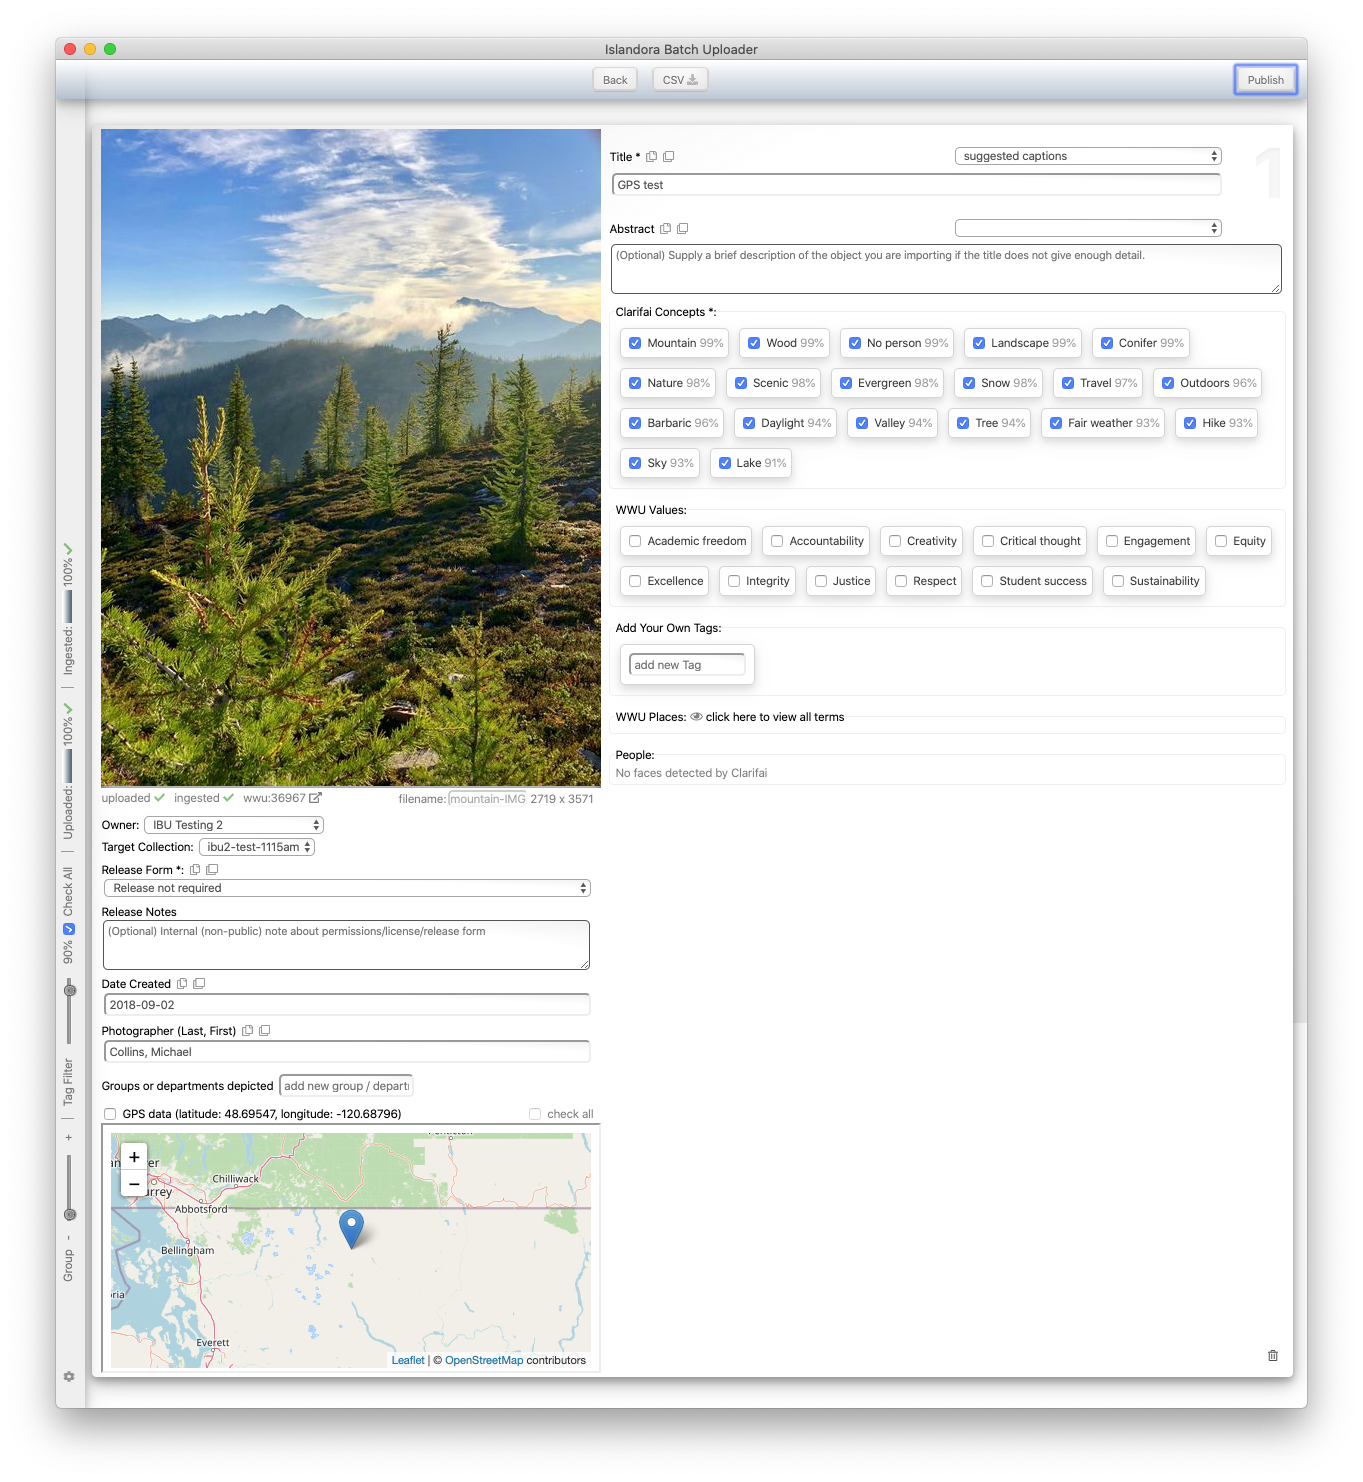 Islandora Batch Uploader
Back
CSV
Publish
Title *
suggested captions
1
GPS test
Abstract
(Optional) Supply a brief description of the object you are importing if the title does not give enough detail.
Clarifai Concepts *:
Mountain 99% Wood 99% No person 99% Landscape 99% Conifer 99%
Nature 98% Scenic 98% Evergreen 98% Snow 98% Travel 97% Outdoors 96%
Barbaric 96% Daylight 94% Valley 94% Tree 94% Fair weather 93% Hike 93%
Sky 93% Lake 91%
WWU Values:
Academic freedom Accountability Creativity Critical thought Engagement Equity
Excellence Integrity Justice Respect Student success Sustainability
Add Your Own Tags:
add new Tag
WWU Places: click here to view all terms
People:
No faces detected by Clarifai
uploaded ingested wwu:36967 filename: mountain-IMG 2719 x 3571
Owner: IBU Testing 2
Target Collection: ibu2-test-1115am
Release Form *:
Release not required
Release Notes
(Optional) Internal (non-public) note about permissions/license/release form
Date Created
2018-09-02
Photographer (Last, First)
Collins, Michael
Groups or departments depicted add new group / depart
GPS data (latitude: 48.69547, longitude: -120.68796) check all
+
−
Chilliwack
Abbotsford
Bellingham
Everett
Leaflet | © OpenStreetMap contributors
Group - +
Tag Filter 90% Check All
Uploaded: 100%
Ingested: 100%